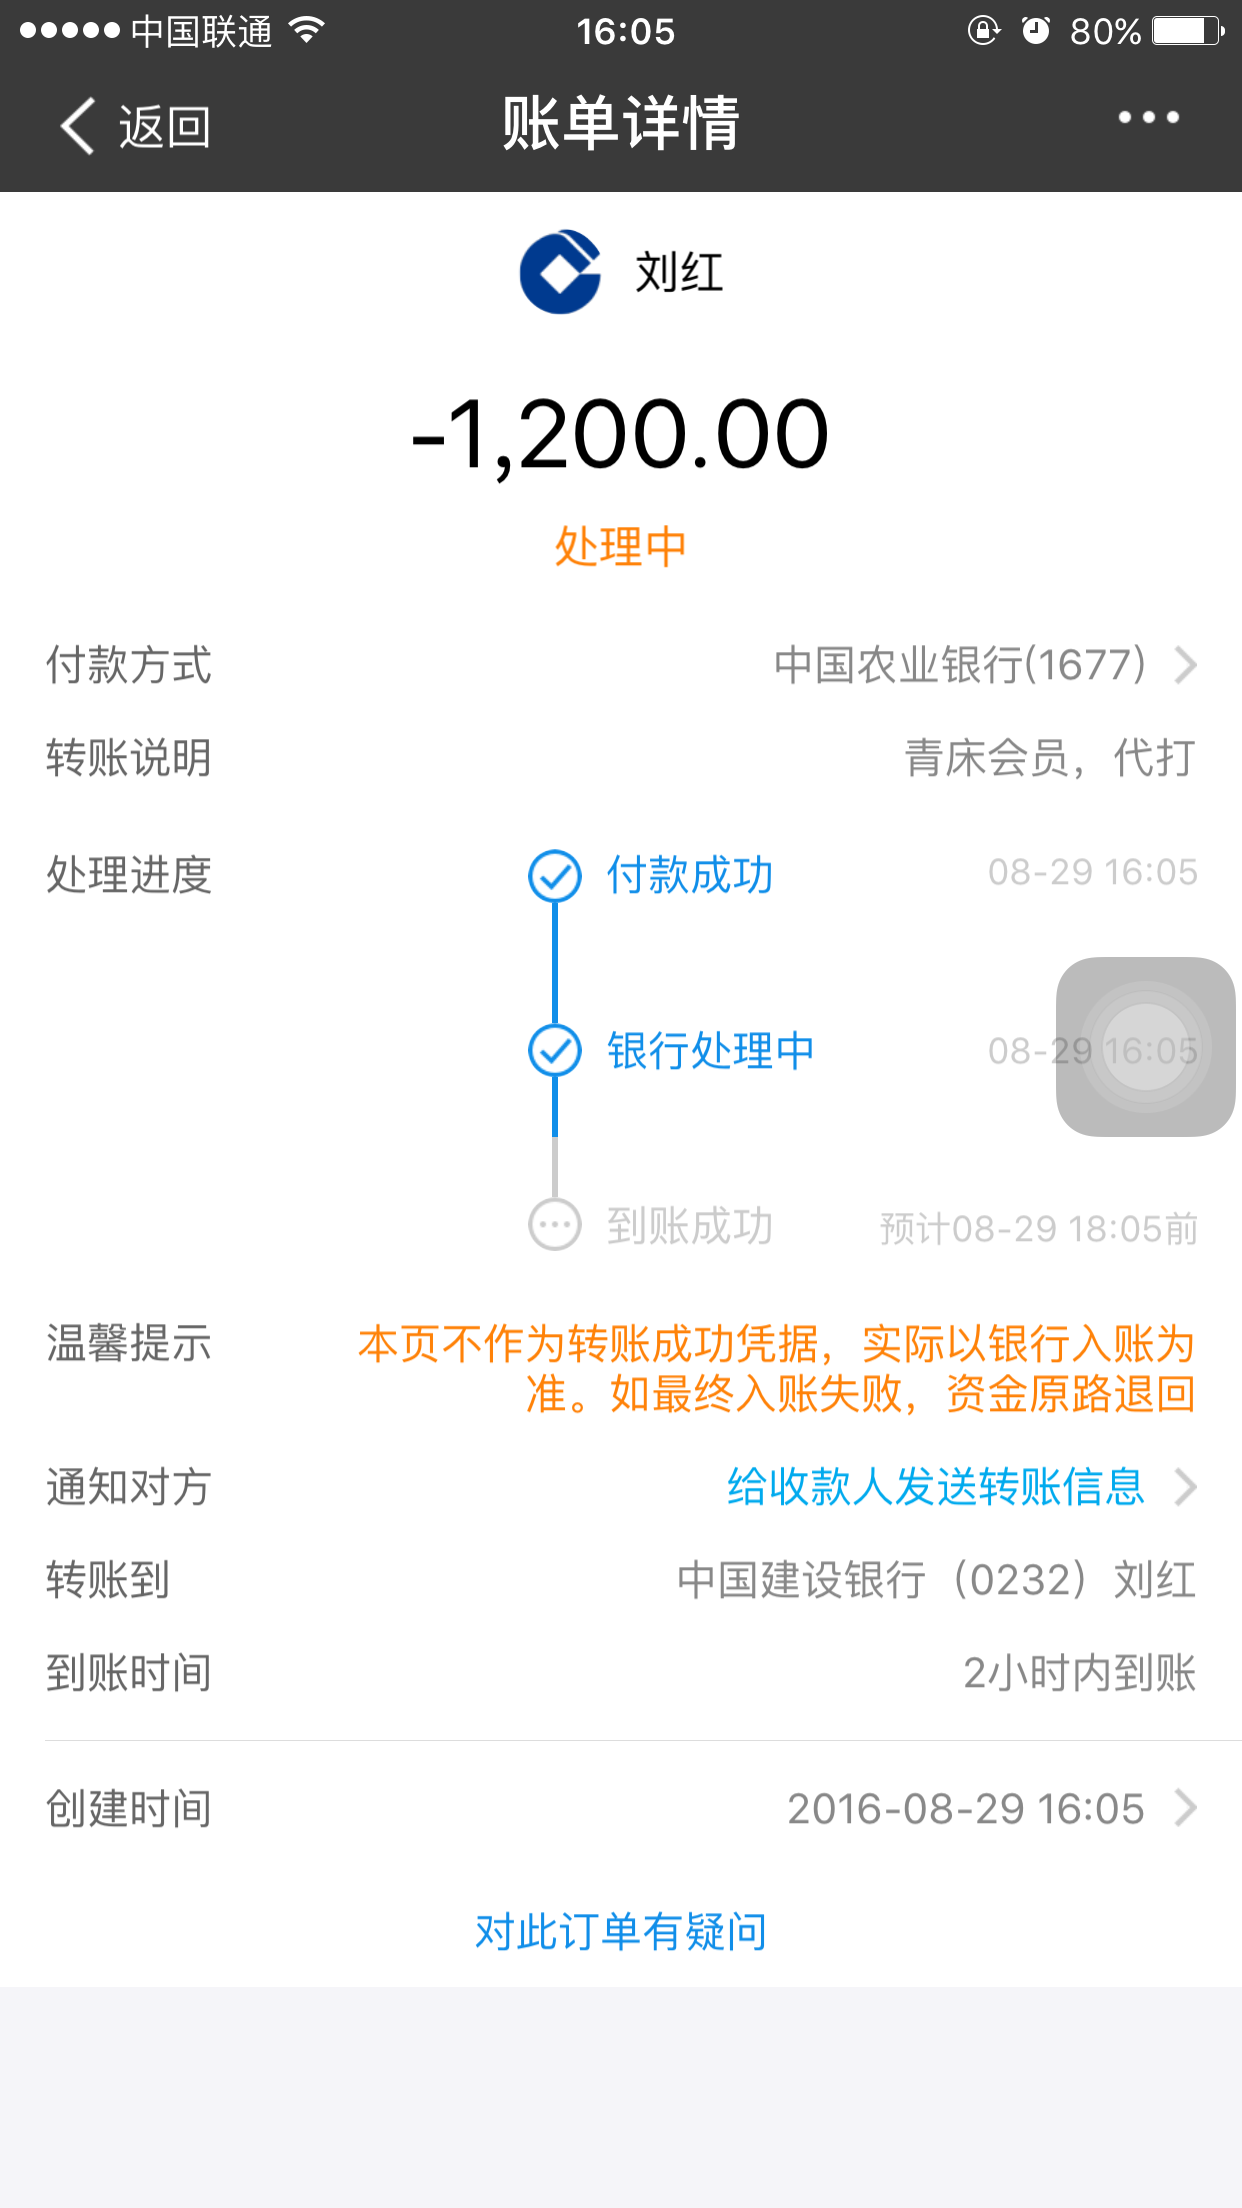 中国联通 16:05 80%
返回 账单详情
刘红
-1,200.00
处理中
付款方式 中国农业银行(1677)
转账说明 青床会员，代打
处理进度 付款成功 08-29 16:05
银行处理中 08-29 16:05
到账成功 预计08-29 18:05前
温馨提示 本页不作为转账成功凭据，实际以银行入账为
准。如最终入账失败，资金原路退回
通知对方 给收款人发送转账信息
转账到 中国建设银行（0232）刘红
到账时间 2小时内到账
创建时间 2016-08-29 16:05
对此订单有疑问